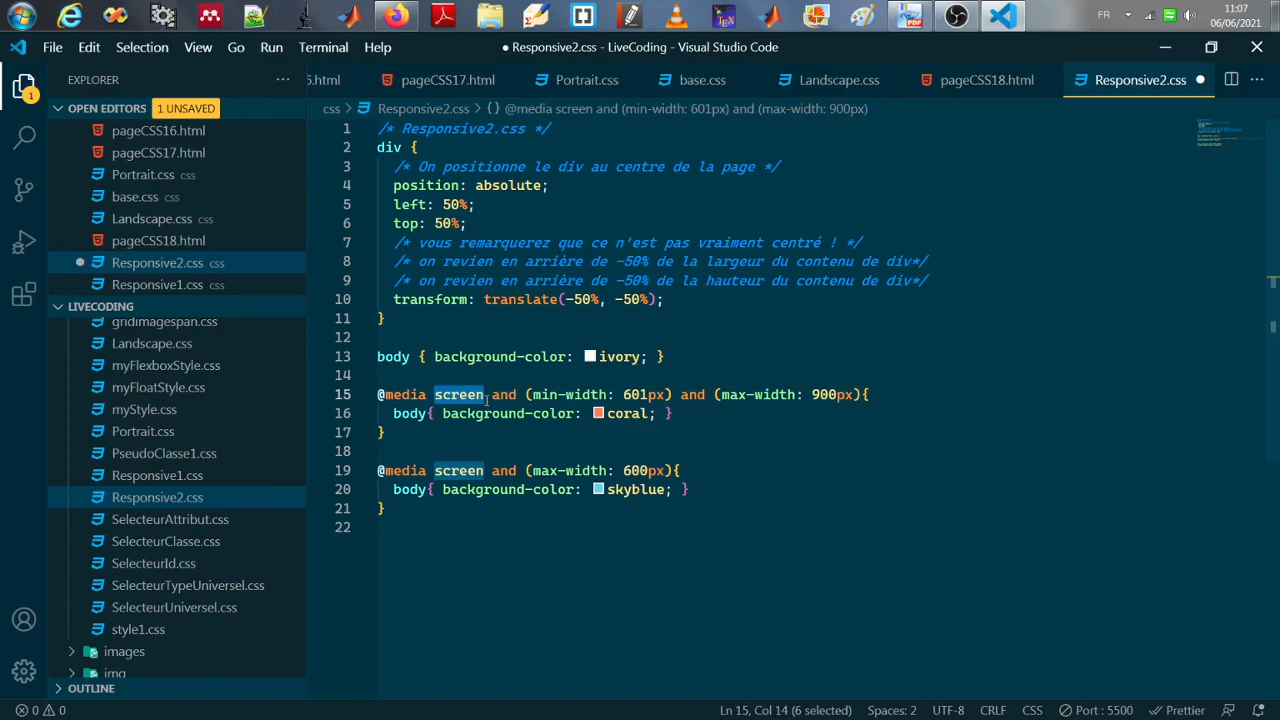 FR
11:07
06/06/2021
File Edit Selection View Go Run Terminal Help
● Responsive2.css - LiveCoding - Visual Studio Code
EXPLORER
6.html pageCSS17.html Portrait.css base.css Landscape.css pageCSS18.html Responsive2.css
OPEN EDITORS 1 UNSAVED
css > Responsive2.css > {} @media screen and (min-width: 601px) and (max-width: 900px)
pageCSS16.html
pageCSS17.html
Portrait.css css
base.css css
Landscape.css css
pageCSS18.html
Responsive2.css css
Responsive1.css css
LIVECODING
gridimagespan.css
Landscape.css
myFlexboxStyle.css
myFloatStyle.css
myStyle.css
Portrait.css
PseudoClasse1.css
Responsive1.css
Responsive2.css
SelecteurAttribut.css
SelecteurClasse.css
SelecteurId.css
SelecteurTypeUniversel.css
SelecteurUniversel.css
style1.css
images
img
OUTLINE
1 /* Responsive2.css */
2 div {
3 /* On positionne le div au centre de la page */
4 position: absolute;
5 left: 50%;
6 top: 50%;
7 /* vous remarquerez que ce n'est pas vraiment centré ! */
8 /* on revien en arrière de -50% de la largeur du contenu de div*/
9 /* on revien en arrière de -50% de la hauteur du contenu de div*/
10 transform: translate(-50%, -50%);
11 }
12
13 body { background-color: ivory; }
14
15 @media screen and (min-width: 601px) and (max-width: 900px){
16 body{ background-color: coral; }
17 }
18
19 @media screen and (max-width: 600px){
20 body{ background-color: skyblue; }
21 }
22
0 0 Ln 15, Col 14 (6 selected) Spaces: 2 UTF-8 CRLF CSS Port : 5500 Prettier